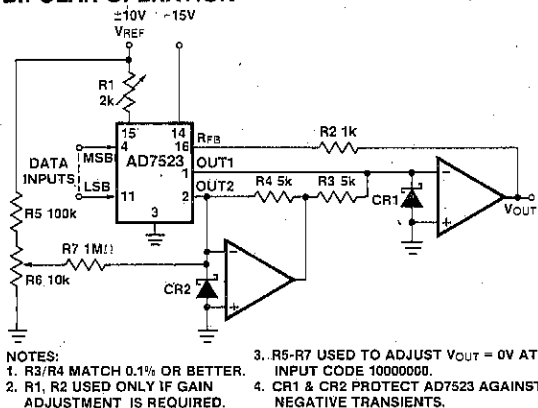 BIPOLAR OPERATION
±10V -15V
VREF
R1
2k
15 14
4 16 RFB R2 1k
MSB
AD7523
DATA
INPUTS
OUT1
1
LSB
11
OUT2
2
R4 5k R3 5k
CR1
VOUT
3
R5 100k
R7 1MΩ
R6 10k
CR2
NOTES:
1. R3/R4 MATCH 0.1% OR BETTER.
2. R1, R2 USED ONLY IF GAIN
ADJUSTMENT IS REQUIRED.
3. R5-R7 USED TO ADJUST VOUT = 0V AT
INPUT CODE 10000000.
4. CR1 & CR2 PROTECT AD7523 AGAINST
NEGATIVE TRANSIENTS.